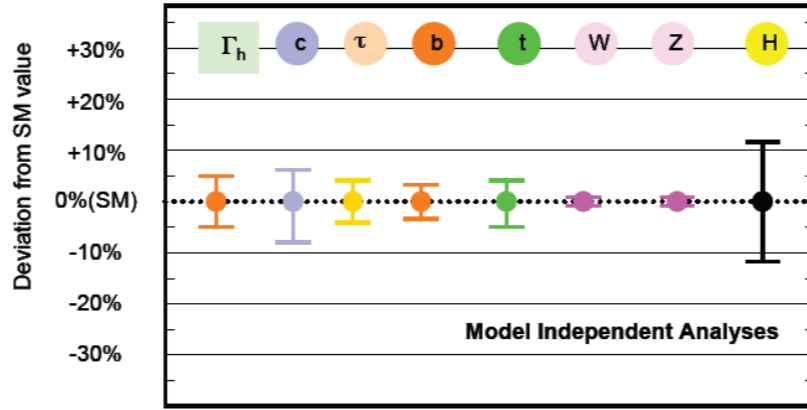 Deviation from SM value
+30%
+20%
+10%
0%(SM)
-10%
-20%
-30%
Γh c τ b t W Z H
Model Independent Analyses